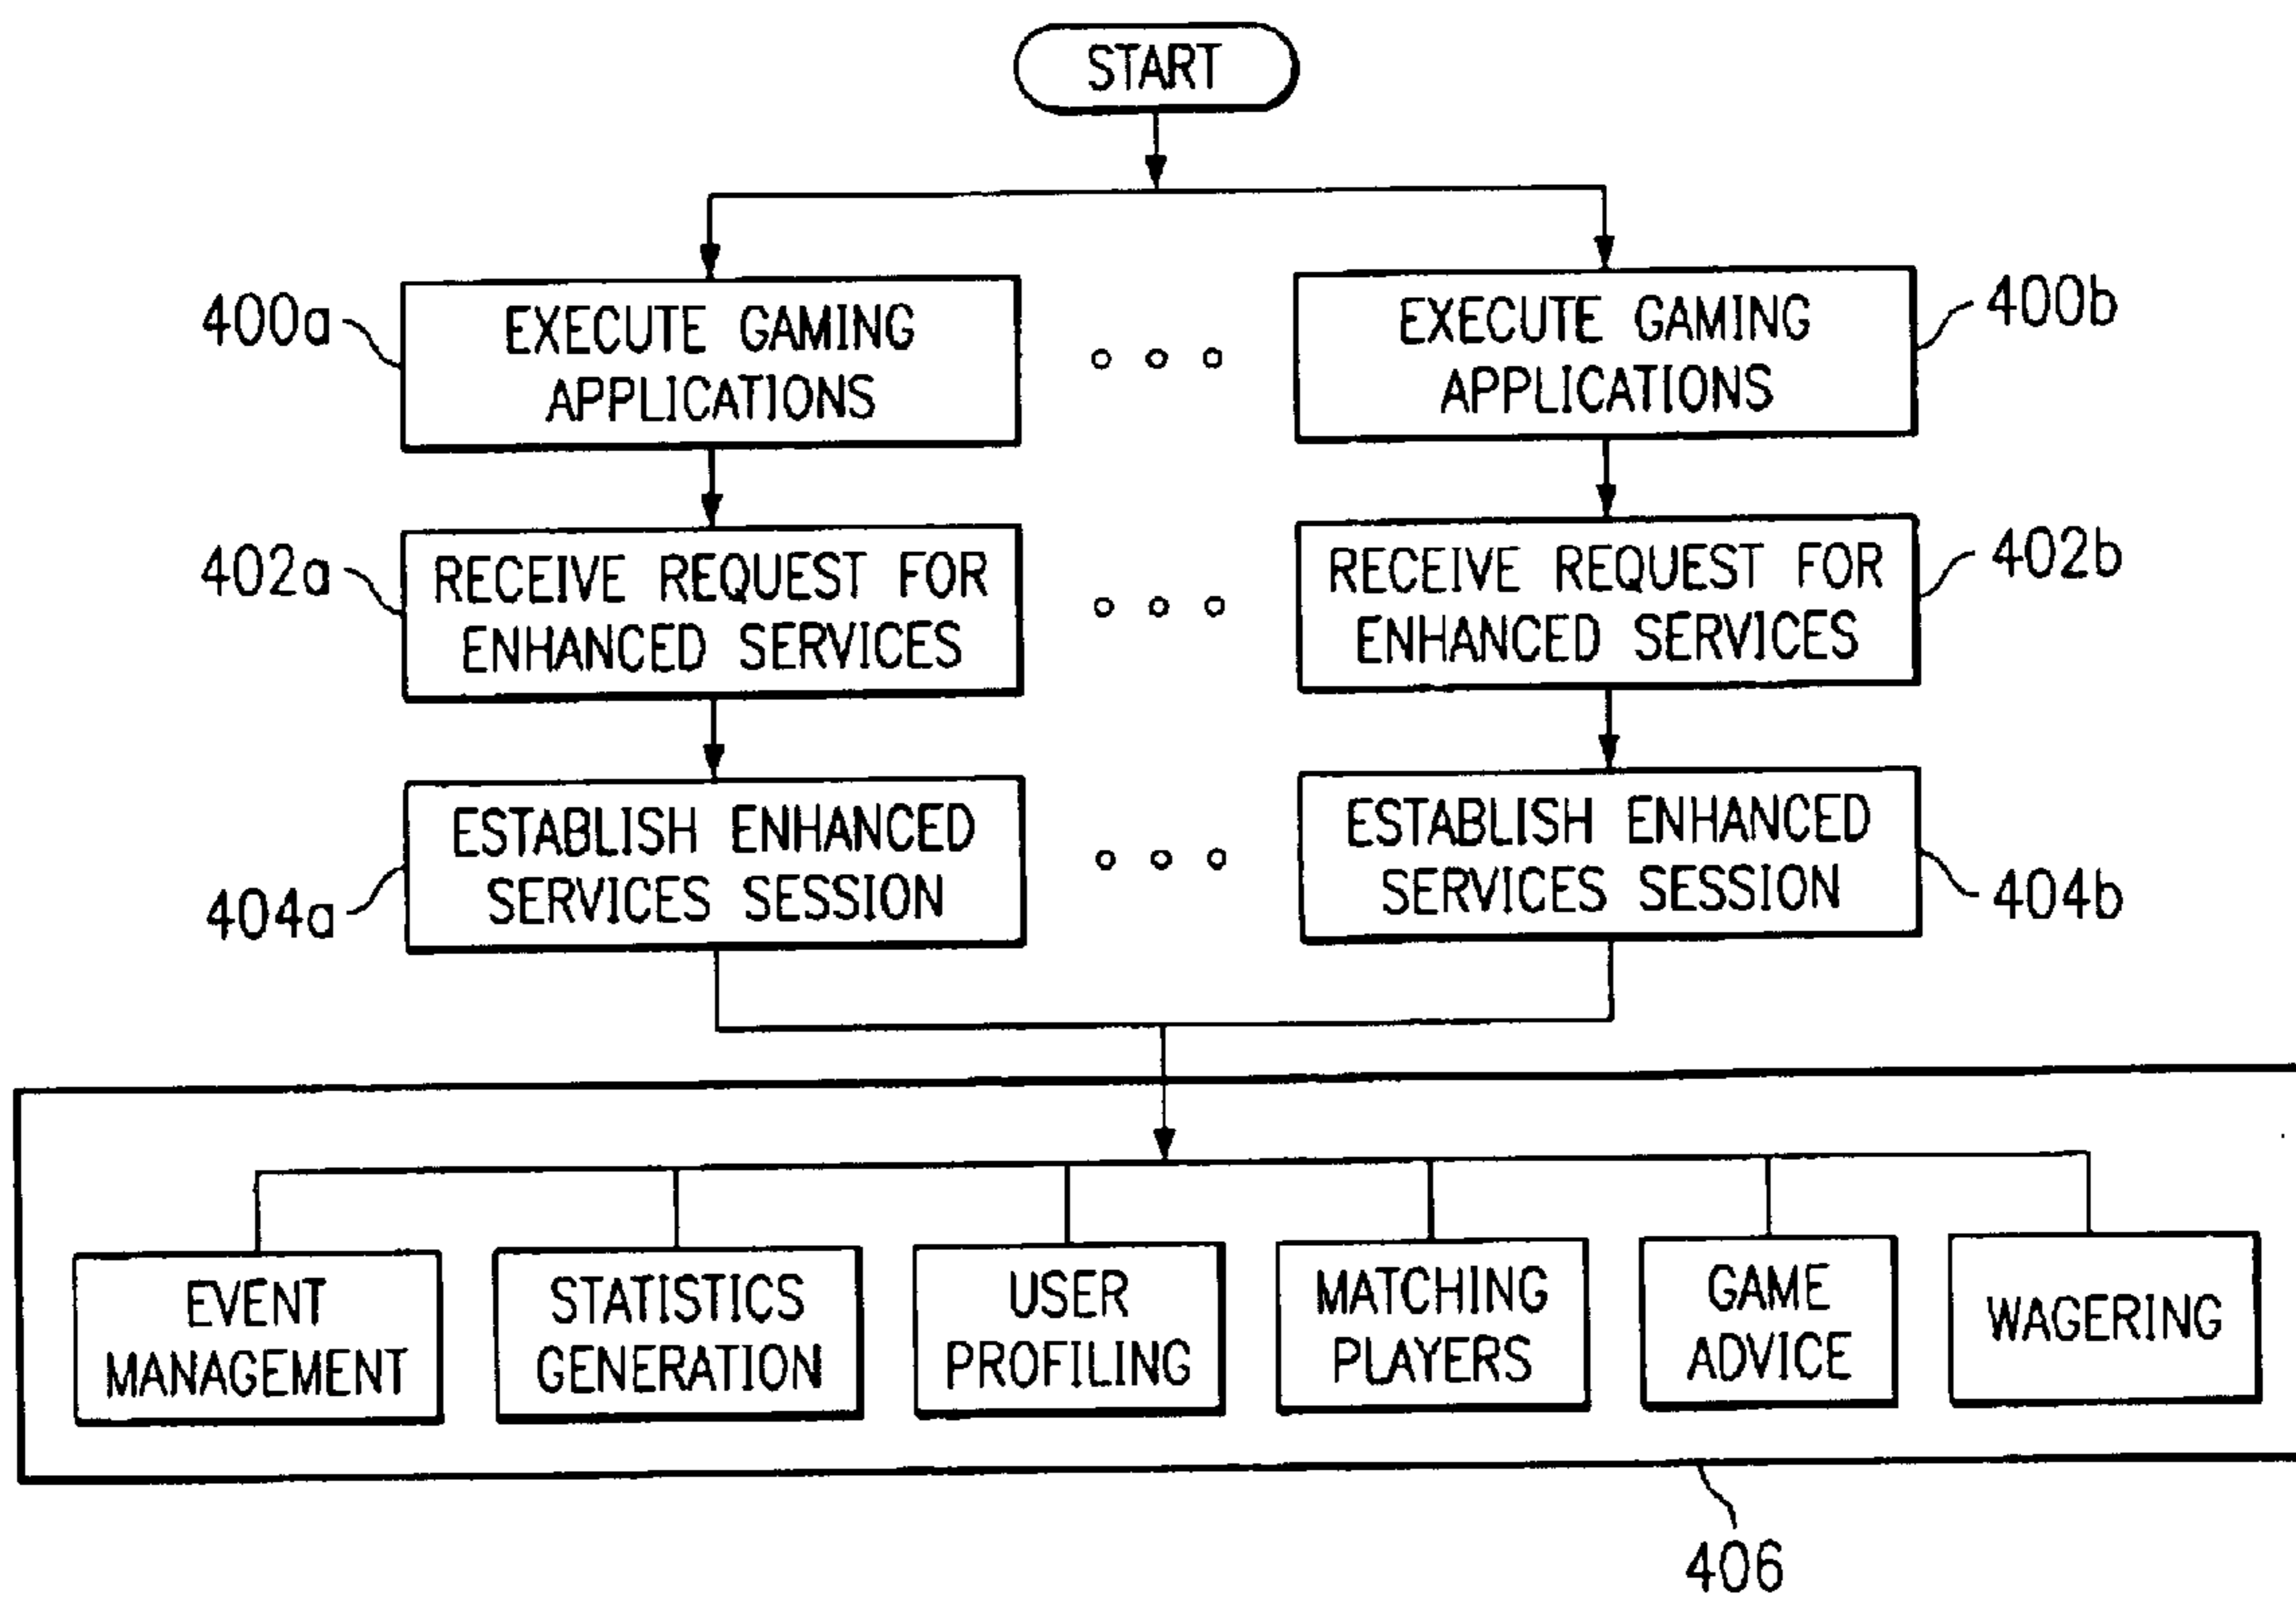 START
400a
EXECUTE GAMING
APPLICATIONS
EXECUTE GAMING
APPLICATIONS
400b
402a
RECEIVE REQUEST FOR
ENHANCED SERVICES
RECEIVE REQUEST FOR
ENHANCED SERVICES
402b
404a
ESTABLISH ENHANCED
SERVICES SESSION
ESTABLISH ENHANCED
SERVICES SESSION
404b
EVENT
MANAGEMENT
STATISTICS
GENERATION
USER
PROFILING
MATCHING
PLAYERS
GAME
ADVICE
WAGERING
406